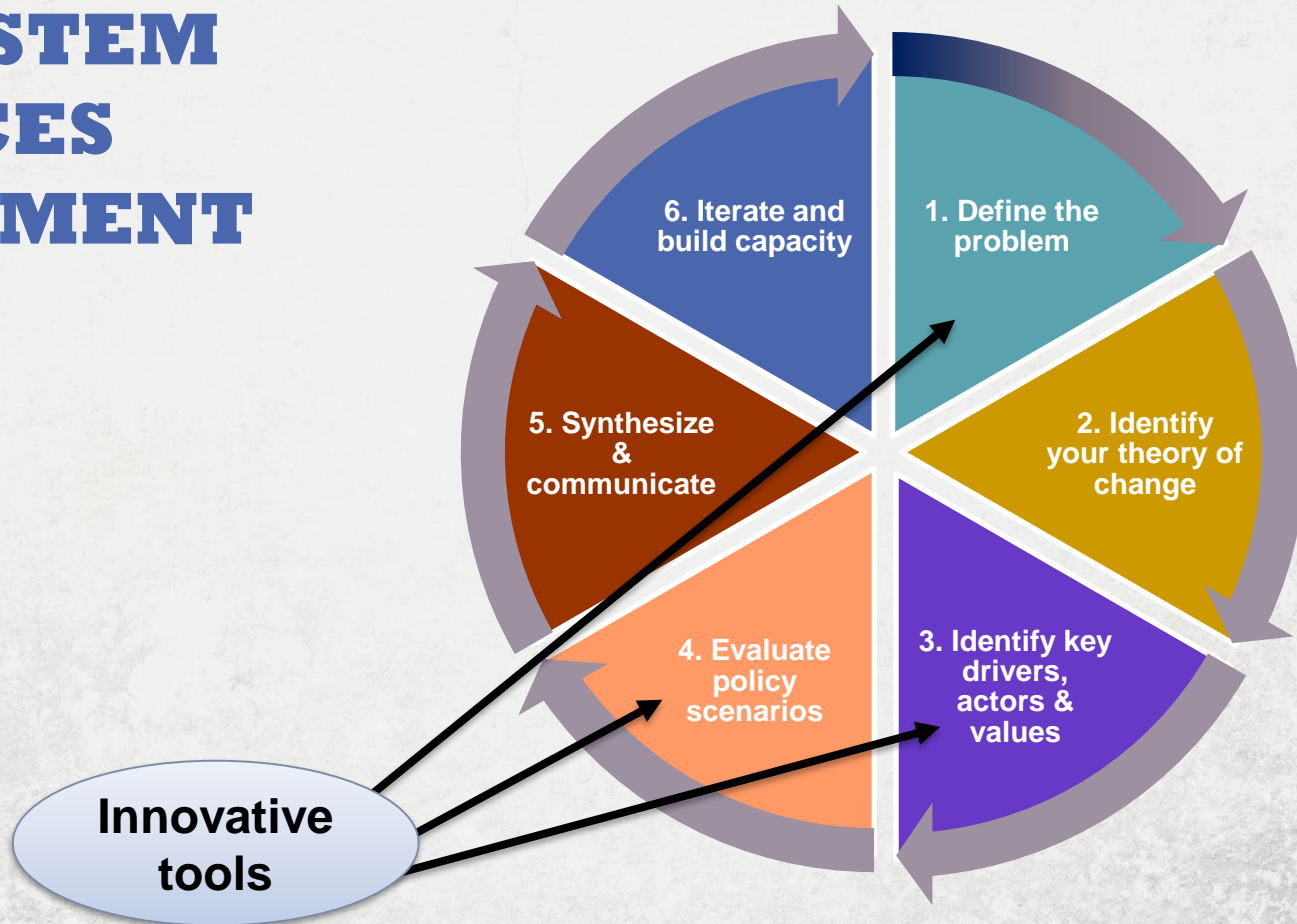 STEM
CES
MENT
6. Iterate and
build capacity
1. Define the
problem
5. Synthesize
&
communicate
2. Identify
your theory of
change
4. Evaluate
policy
scenarios
3. Identify key
drivers,
actors &
values
Innovative
tools